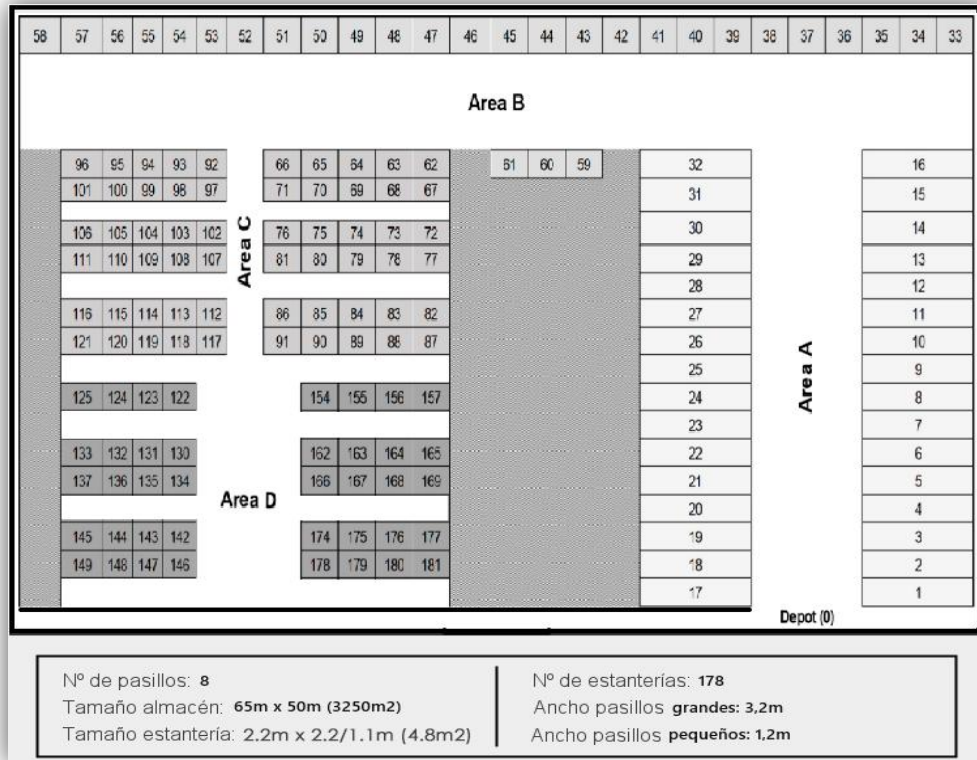 58 57 56 55 54 53 52 51 50 49 48 47 46 45 44 43 42 41 40 39 38 37 36 35 34 33
Area B
96 95 94 93 92 66 65 64 63 62 61 60 59 32 16
101 100 99 98 97 71 70 69 68 67 31 15
106 105 104 103 102 76 75 74 73 72 30 14
Area C
111 110 109 108 107 81 80 79 78 77 29 13
28 12
116 115 114 113 112 86 85 84 83 82 27 11
121 120 119 118 117 91 90 89 88 87 26 10
25 9
Area A
125 124 123 122 154 155 156 157 24 8
23 7
133 132 131 130 162 163 164 165 22 6
137 136 135 134 166 167 168 169 21 5
Area D
20 4
145 144 143 142 174 175 176 177 19 3
149 148 147 146 178 179 180 181 18 2
17 1
Depot (0)
Nº de pasillos: 8
Tamaño almacén: 65m x 50m (3250m2)
Tamaño estantería: 2.2m x 2.2/1.1m (4.8m2)
Nº de estanterías: 178
Ancho pasillos grandes: 3,2m
Ancho pasillos pequeños: 1,2m